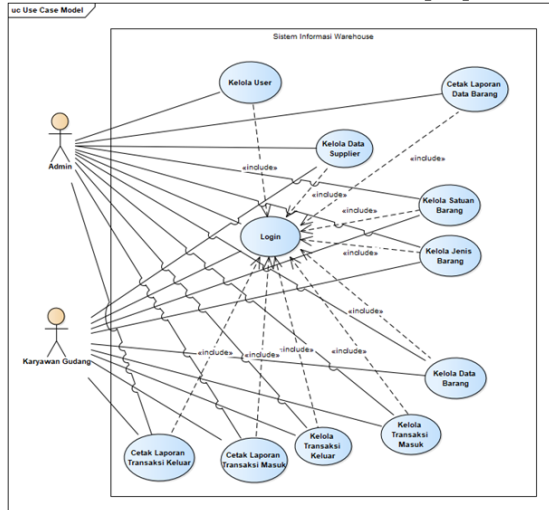 uc Use Case Model
Sistem Informasi Warehouse
Kelola User
Cetak Laporan
Data Barang
Admin
Kelola Data
Supplier
«include»
«include»
«include»
Kelola Satuan
Barang
«include»
Login
Kelola Jenis
Barang
«include»
Karyawan Gudang
«include»
«include»
«include»
«include»
Kelola Data
Barang
Kelola
Transaksi
Masuk
Kelola
Transaksi
Keluar
Cetak Laporan
Transaksi Keluar
Cetak Laporan
Transaksi Masuk